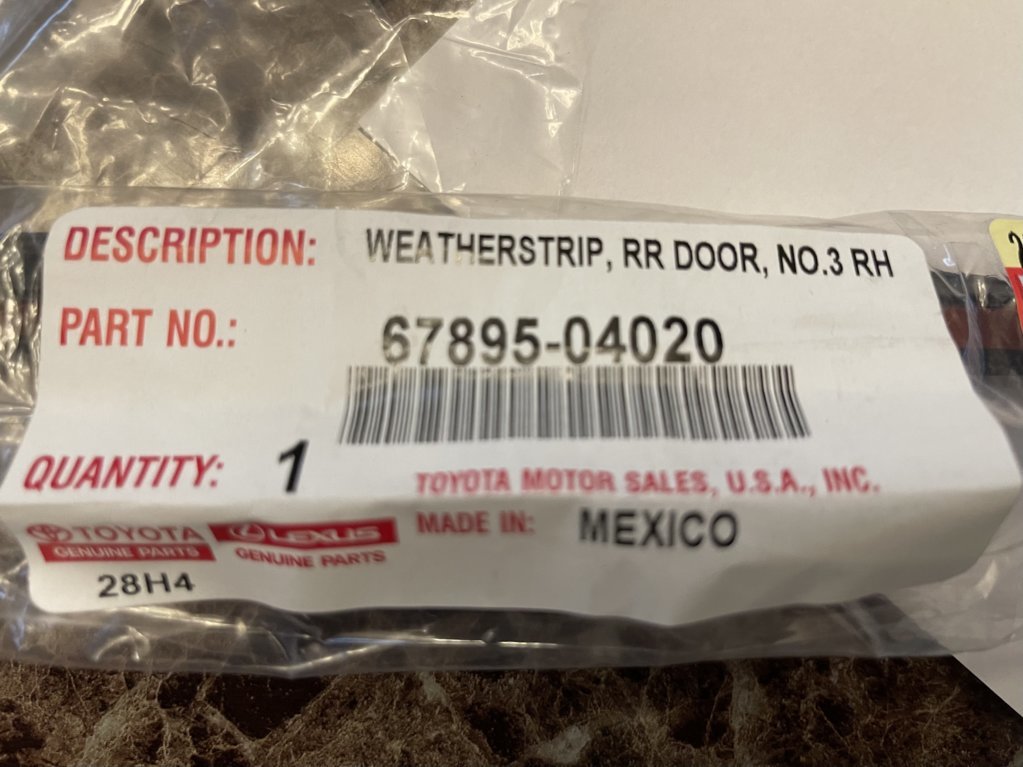 DESCRIPTION: WEATHERSTRIP, RR DOOR, NO.3 RH
PART NO.: 67895-04020
QUANTITY: 1 TOYOTA MOTOR SALES, U.S.A., INC.
TOYOTA LEXUS MADE IN: MEXICO
GENUINE PARTS GENUINE PARTS
28H4